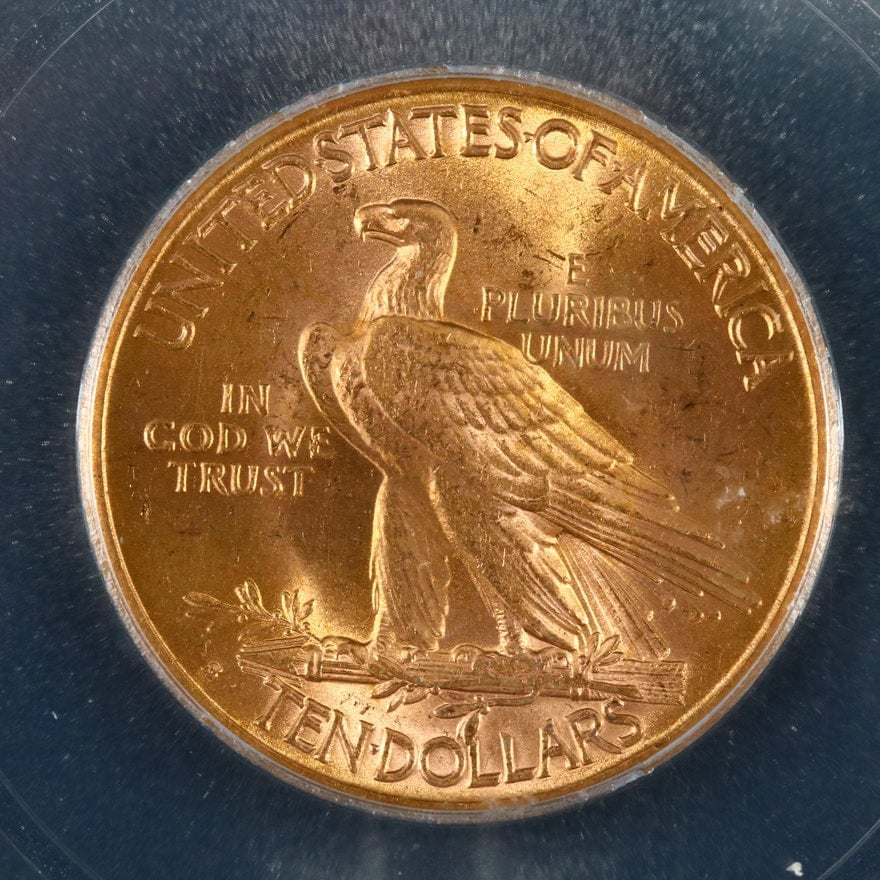 UNITED·STATES·OF·AMERICA
E
PLURIBUS
UNUM
IN
GOD WE
TRUST
TEN·DOLLARS